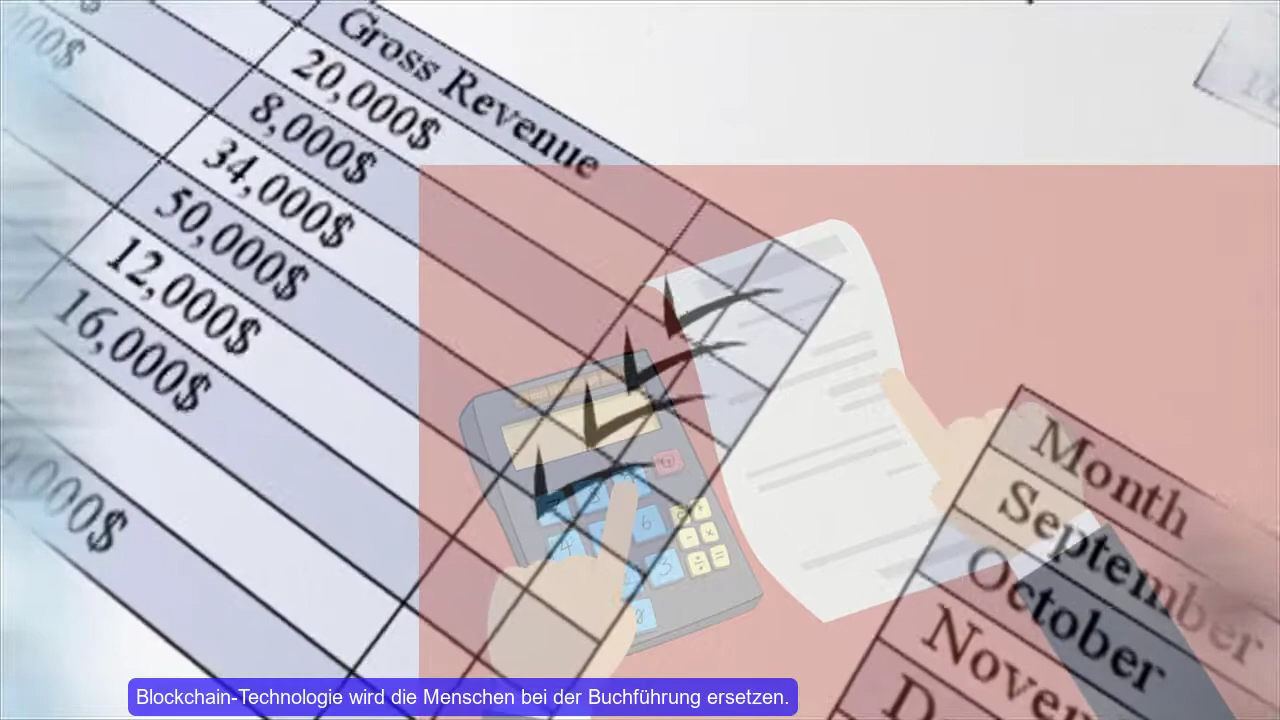 Gross Revenue
20,000$
8,000$
34,000$
50,000$
12,000$
16,000$
Month
September
October
Blockchain-Technologie wird die Menschen bei der Buchführung ersetzen.